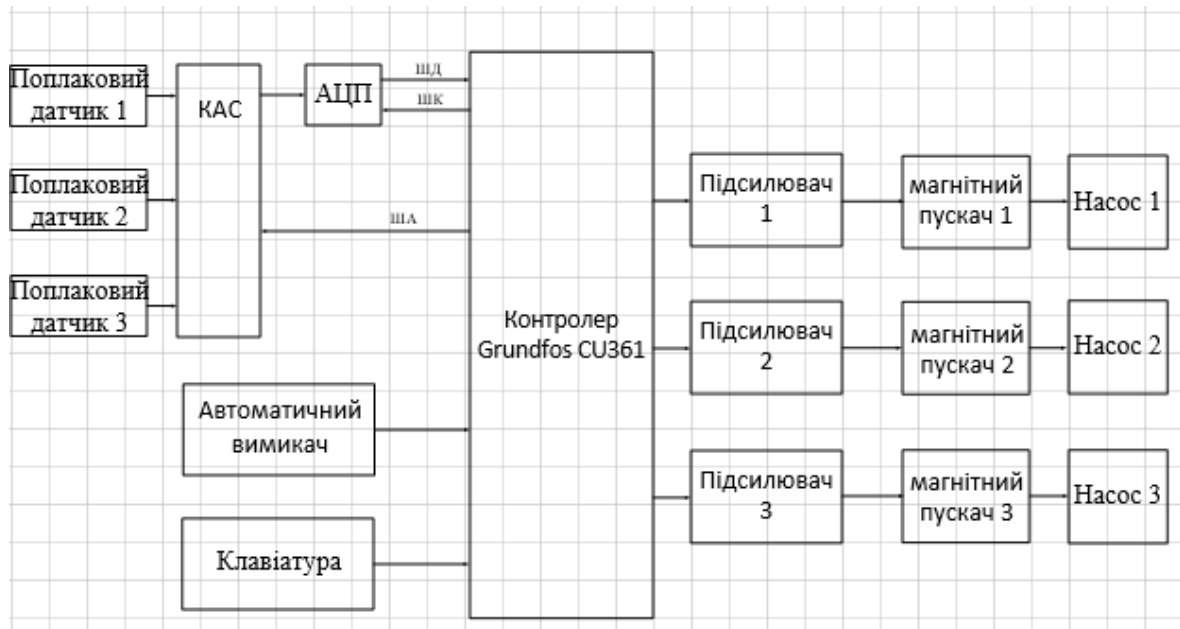 Поплаковий
датчик 1
Поплаковий
датчик 2
Поплаковий
датчик 3
КАС
АЦП
ШД
ШК
ША
Автоматичний
вимикач
Клавіатура
Контролер
Grundfos CU361
Підсилювач
1
магнітний
пускач 1
Насос 1
Підсилювач
2
магнітний
пускач 2
Насос 2
Підсилювач
3
магнітний
пускач 3
Насос 3